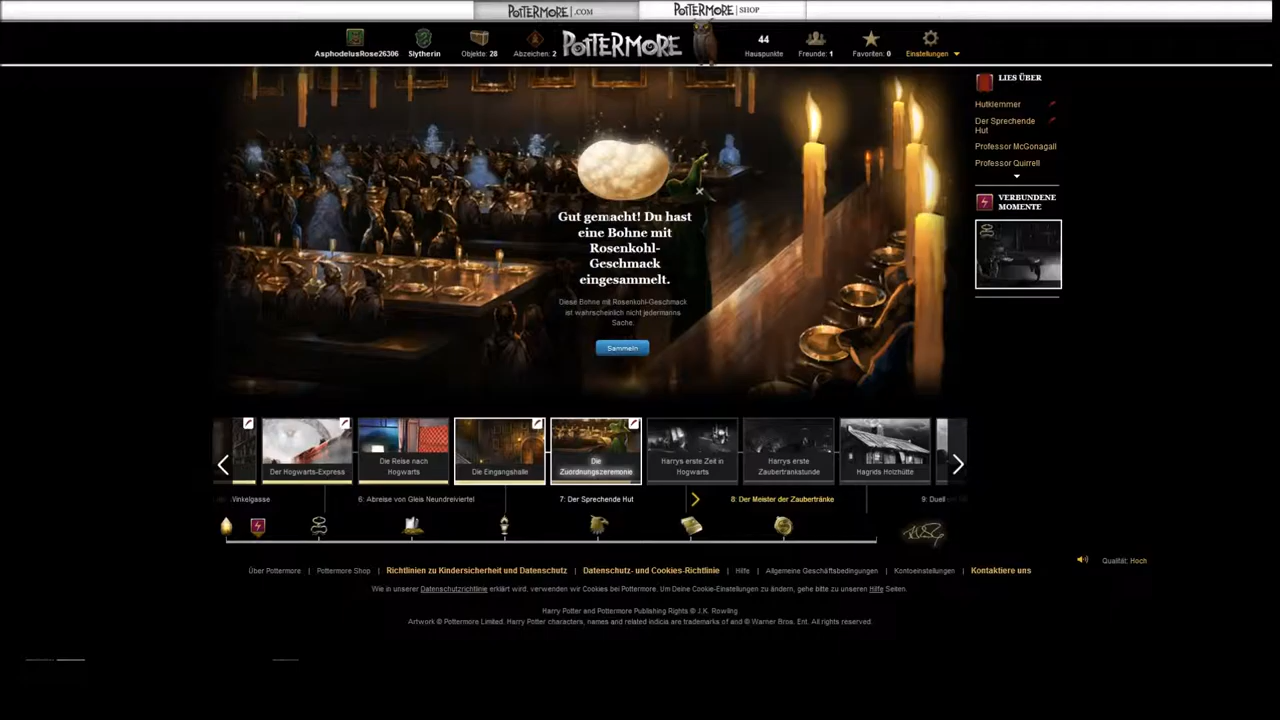 POTTERMORE .COM
POTTERMORE SHOP
AsphodelusRose26306
Slytherin
Objekte: 28
Abzeichen: 2
POTTERMORE
44
Hauspunkte
Freunde: 1
Favoriten: 0
Einstellungen
LIES ÜBER
Hutklemmer
Der Sprechende
Hut
Professor McGonagall
Professor Quirrell
VERBUNDENE
MOMENTE
Gut gemacht! Du hast
eine Bohne mit
Rosenkohl-
Geschmack
eingesammelt.
Diese Bohne mit Rosenkohl-Geschmack
ist wahrscheinlich nicht jedermanns
Sache.
Sammeln
Der Hogwarts-Express
Die Reise nach
Hogwarts
Die Eingangshalle
Die
Zuordnungszeremonie
Harrys erste Zeit in
Hogwarts
Harrys erste
Zaubertrankstunde
Hagrids Holzhütte
Winkelgasse
6: Abreise von Gleis Neundreiviertel
7: Der Sprechende Hut
8: Der Meister der Zaubertränke
9: Duell
Qualität: Hoch
Über Pottermore | Pottermore Shop | Richtlinien zu Kindersicherheit und Datenschutz | Datenschutz- und Cookies-Richtlinie | Hilfe | Allgemeine Geschäftsbedingungen | Kontoeinstellungen | Kontaktiere uns
Wie in unserer Datenschutzrichtlinie erklärt wird, verwenden wir Cookies bei Pottermore. Um Deine Cookie-Einstellungen zu ändern, gehe bitte zu unseren Hilfe Seiten.
Harry Potter and Pottermore Publishing Rights © J.K. Rowling
Artwork © Pottermore Limited. Harry Potter characters, names and related indicia are trademarks of and © Warner Bros. Ent. All rights reserved.